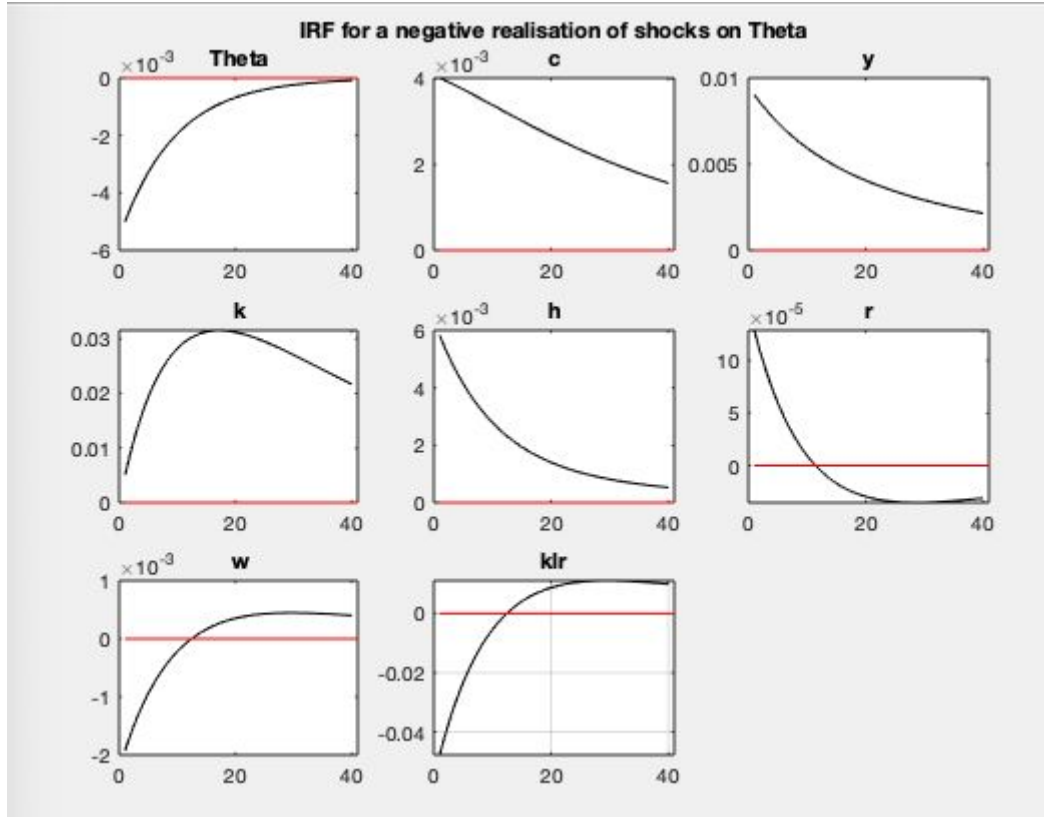 IRF for a negative realisation of shocks on Theta
×10-3 Theta
0
-2
-4
-6
0 20 40
×10-3 c
4
2
0
0 20 40
y
0.01
0.005
0
0 20 40
k
0.03
0.02
0.01
0
0 20 40
×10-3 h
6
4
2
0
0 20 40
×10-5 r
10
5
0
0 20 40
×10-3 w
1
0
-1
-2
0 20 40
klr
0
-0.02
-0.04
0 20 40